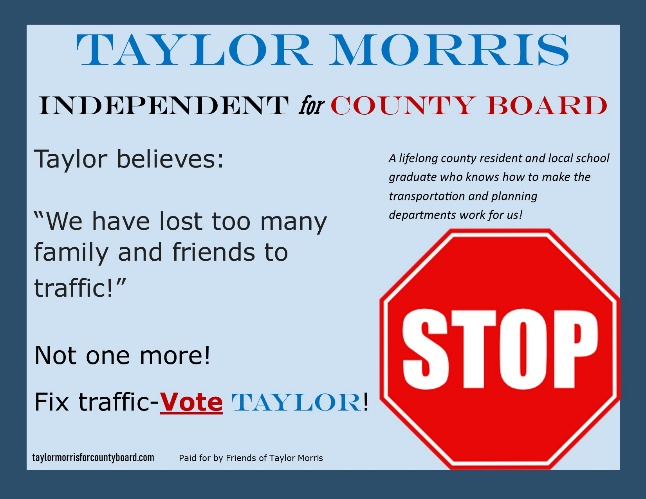 TAYLOR MORRIS
INDEPENDENT for COUNTY BOARD
Taylor believes:
“We have lost too many
family and friends to
traffic!”
Not one more!
Fix traffic-Vote TAYLOR!
A lifelong county resident and local school
graduate who knows how to make the
transportation and planning
departments work for us!
STOP
taylormorrisforcountyboard.com
Paid for by Friends of Taylor Morris